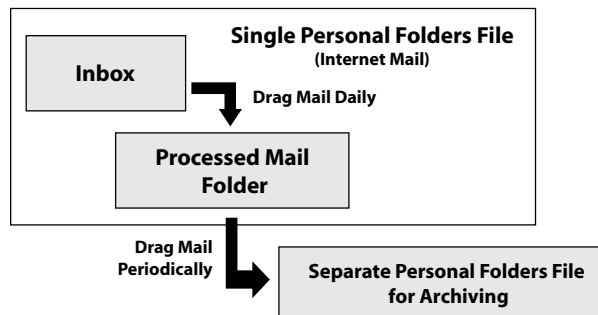 Single Personal Folders File
(Internet Mail)
Inbox
Drag Mail Daily
Processed Mail
Folder
Drag Mail
Periodically
Separate Personal Folders File
for Archiving